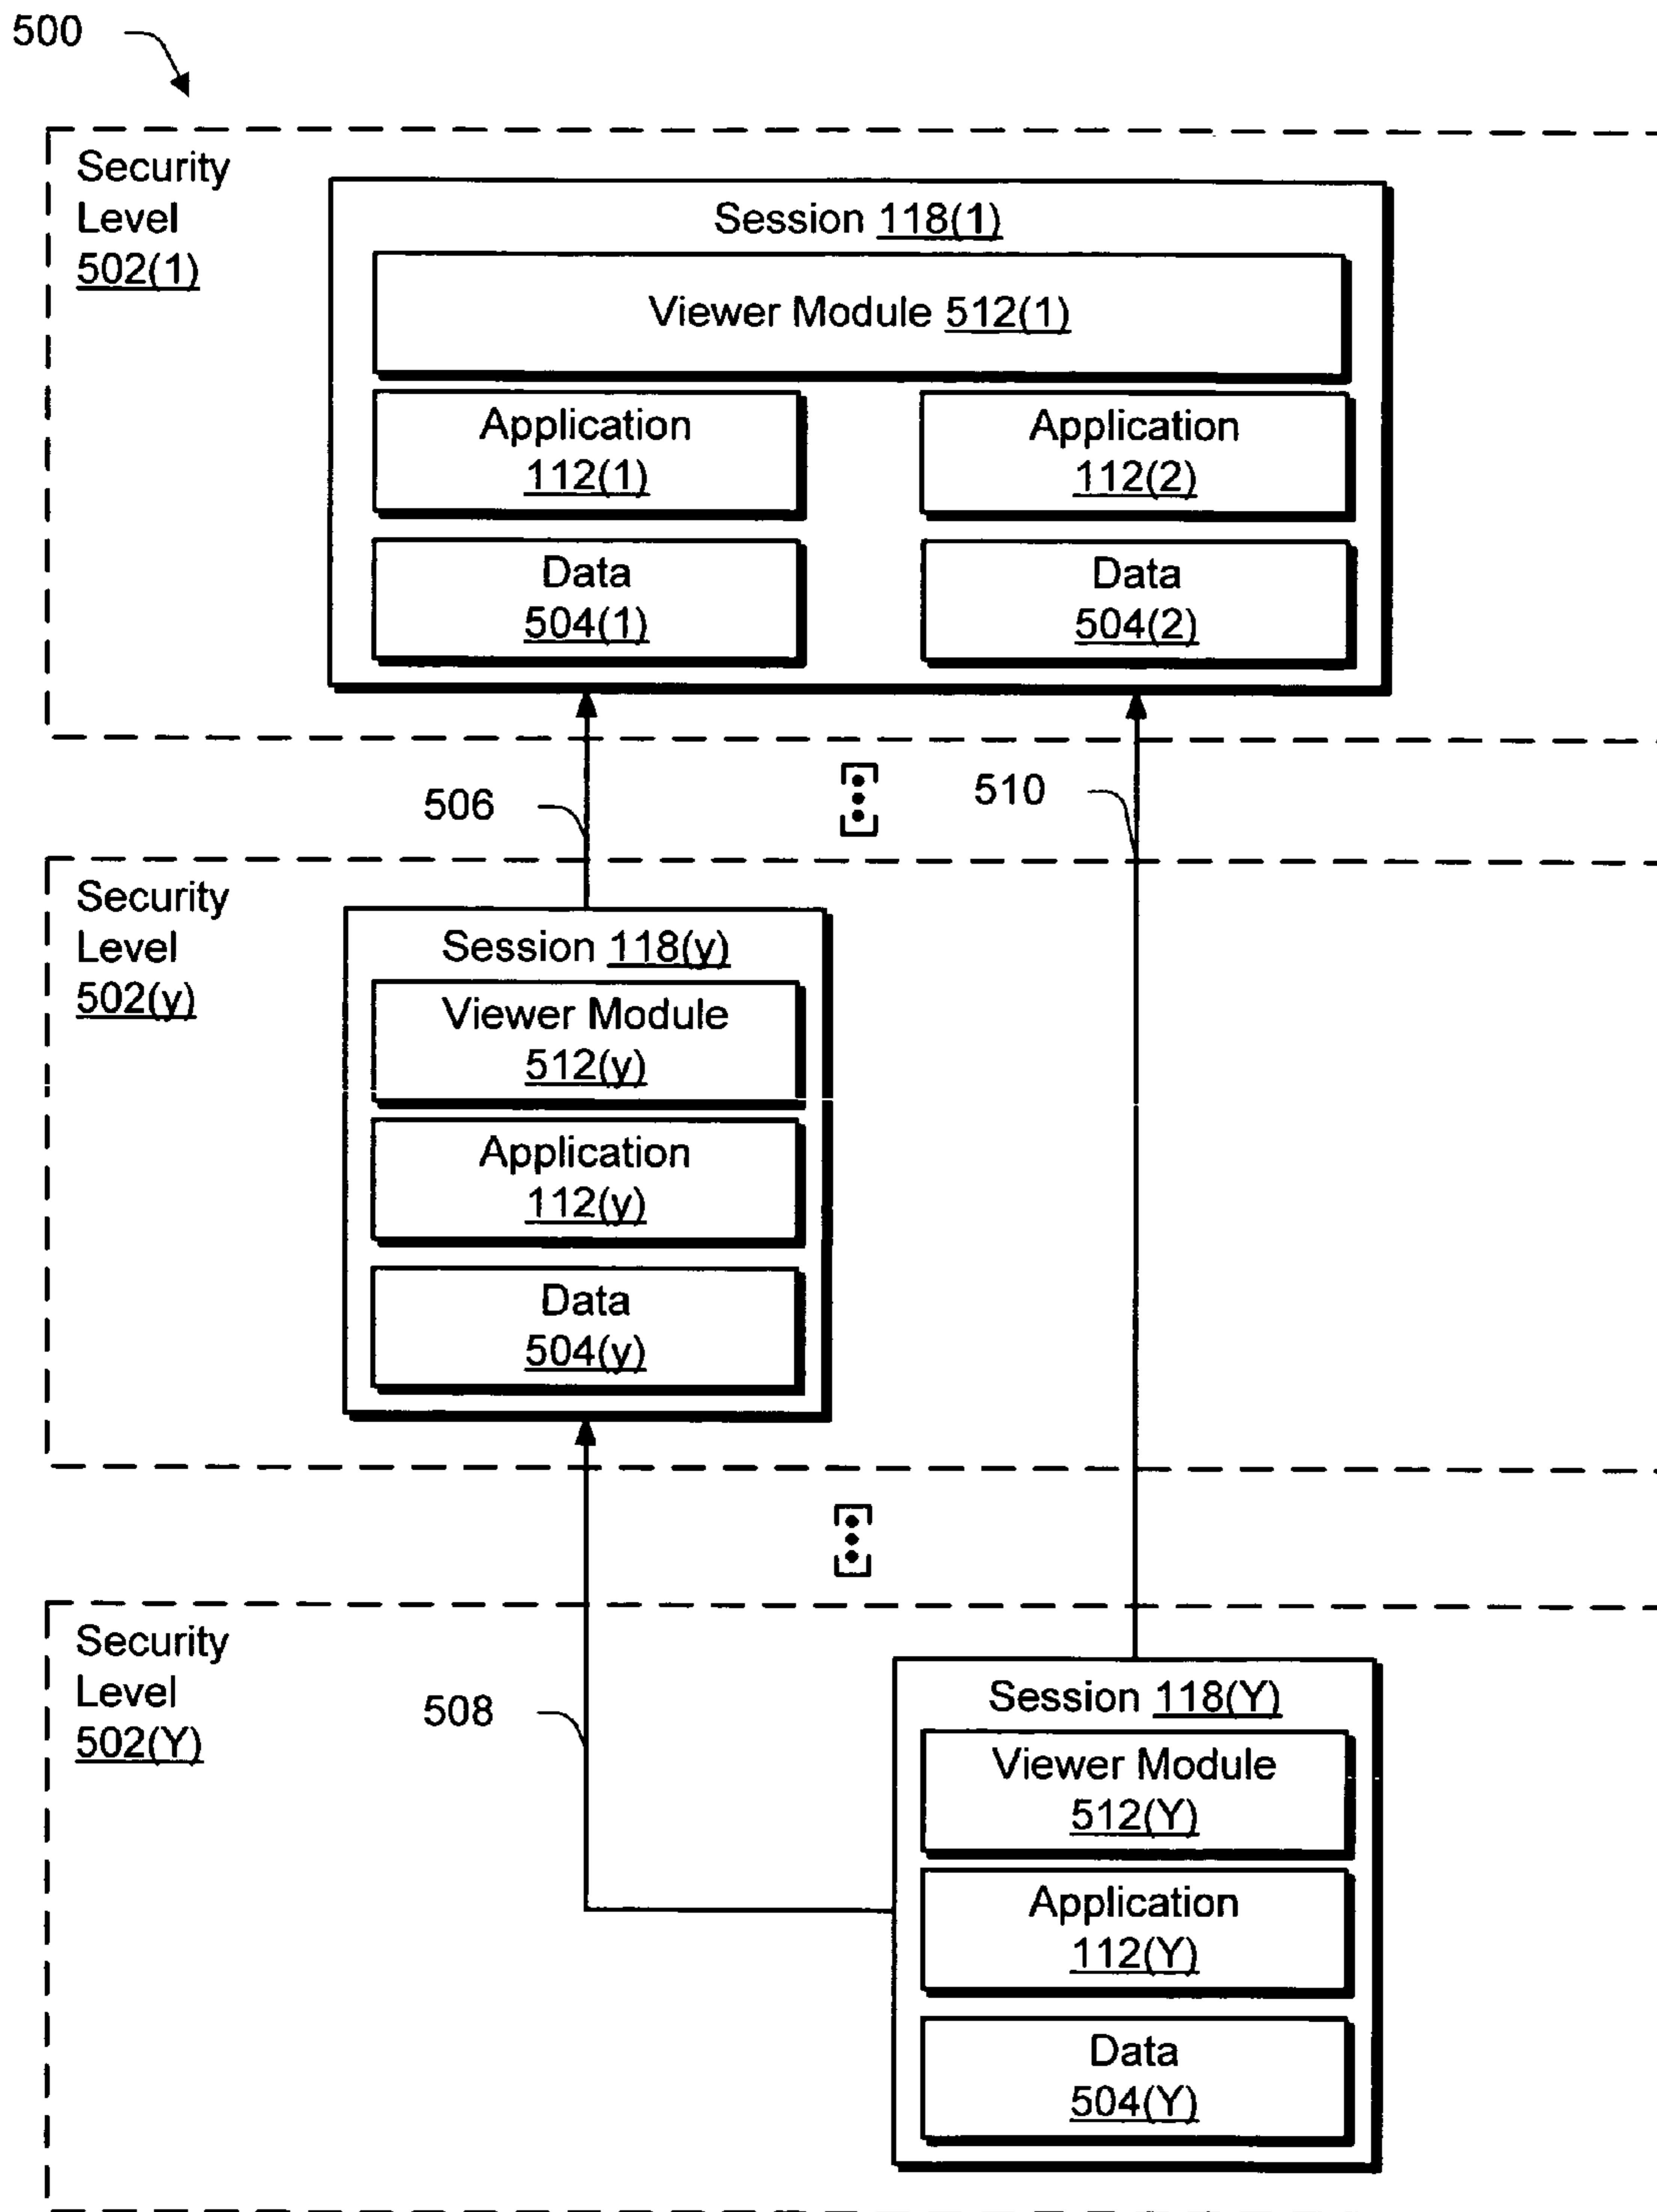 500
Security
Level
502(1)
Session 118(1)
Viewer Module 512(1)
Application
112(1)
Application
112(2)
Data
504(1)
Data
504(2)
506
510
Security
Level
502(y)
Session 118(y)
Viewer Module
512(y)
Application
112(y)
Data
504(y)
Security
Level
502(Y)
508
Session 118(Y)
Viewer Module
512(Y)
Application
112(Y)
Data
504(Y)